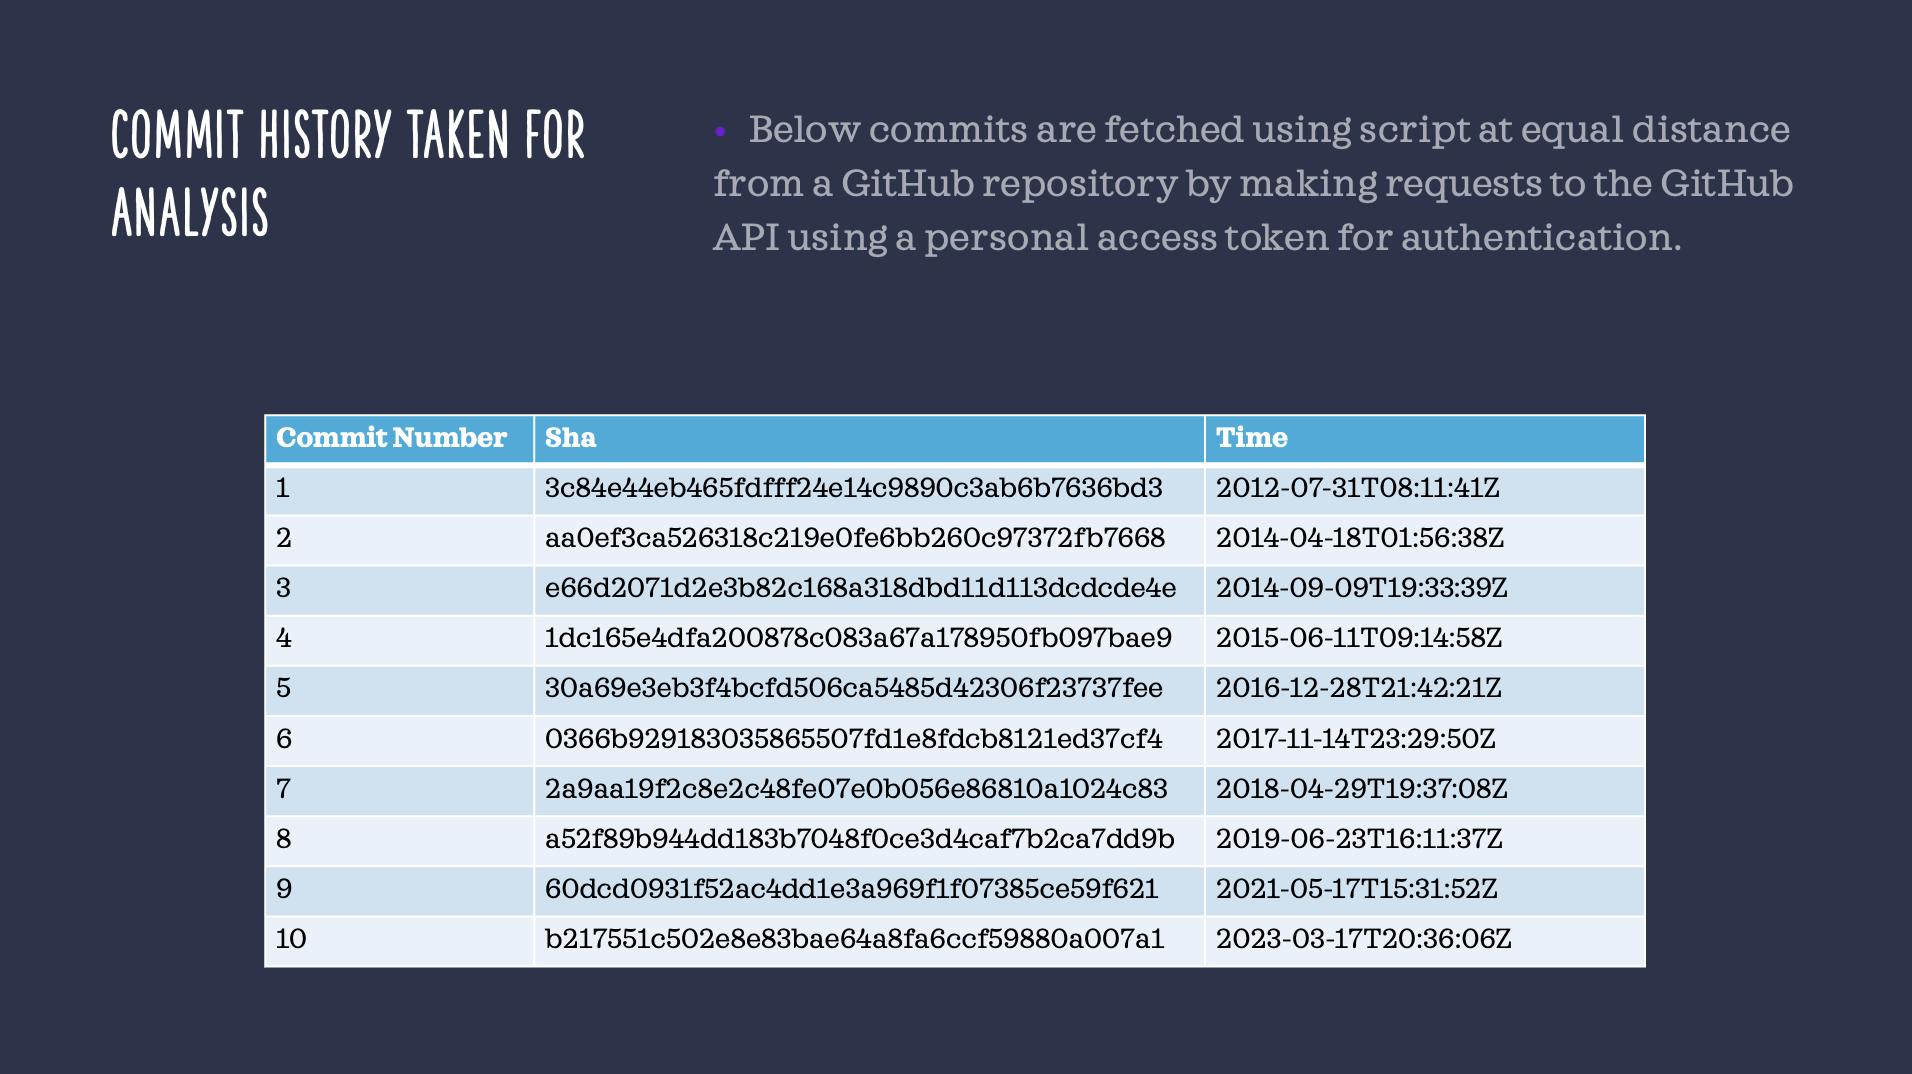 COMMIT HISTORY TAKEN FOR
ANALYSIS
• Below commits are fetched using script at equal distance
from a GitHub repository by making requests to the GitHub
API using a personal access token for authentication.
Commit Number Sha Time
1 3c84e44eb465fdfff24e14c9890c3ab6b7636bd3 2012-07-31T08:11:41Z
2 aa0ef3ca526318c219e0fe6bb260c97372fb7668 2014-04-18T01:56:38Z
3 e66d2071d2e3b82c168a318dbd11d113dcdcde4e 2014-09-09T19:33:39Z
4 1dc165e4dfa200878c083a67a178950fb097bae9 2015-06-11T09:14:58Z
5 30a69e3eb3f4bcfd506ca5485d42306f23737fee 2016-12-28T21:42:21Z
6 0366b929183035865507fd1e8fdcb8121ed37cf4 2017-11-14T23:29:50Z
7 2a9aa19f2c8e2c48fe07e0b056e86810a1024c83 2018-04-29T19:37:08Z
8 a52f89b944dd183b7048f0ce3d4caf7b2ca7dd9b 2019-06-23T16:11:37Z
9 60dcd0931f52ac4dd1e3a969f1f07385ce59f621 2021-05-17T15:31:52Z
10 b217551c502e8e83bae64a8fa6ccf59880a007a1 2023-03-17T20:36:06Z